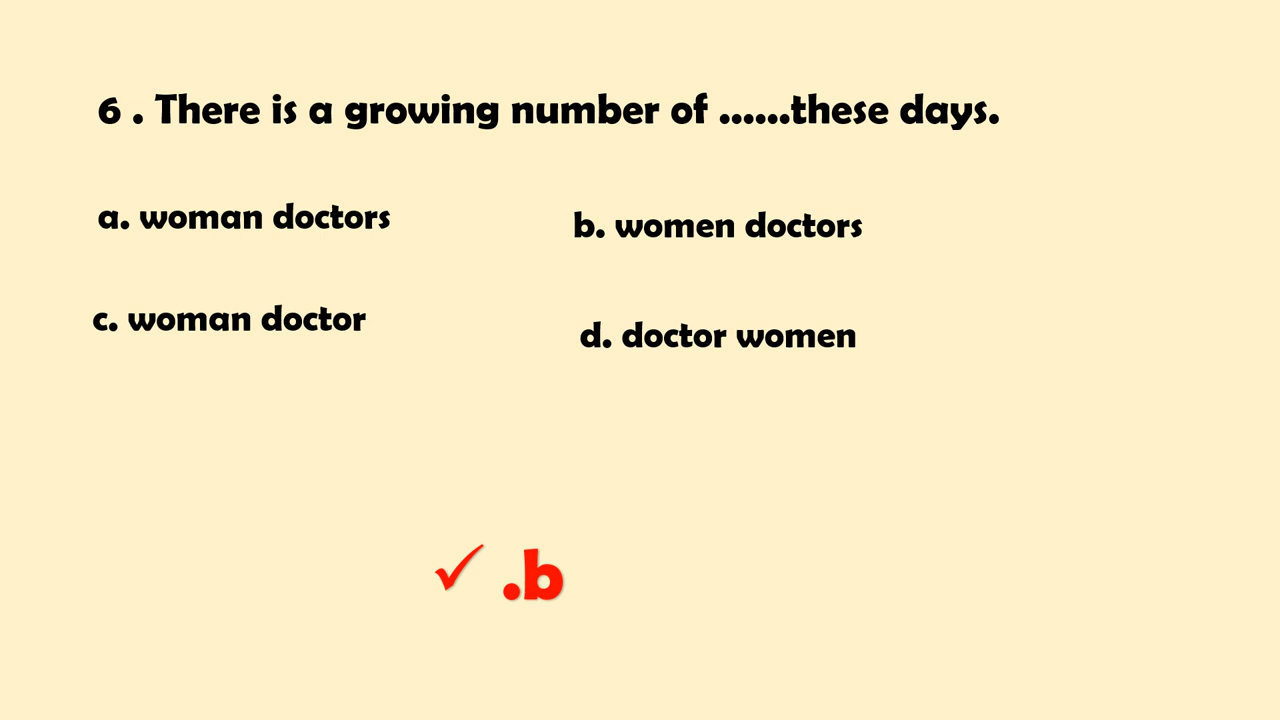 6 . There is a growing number of ......these days.
a. woman doctors
b. women doctors
c. woman doctor
d. doctor women
✓ .b